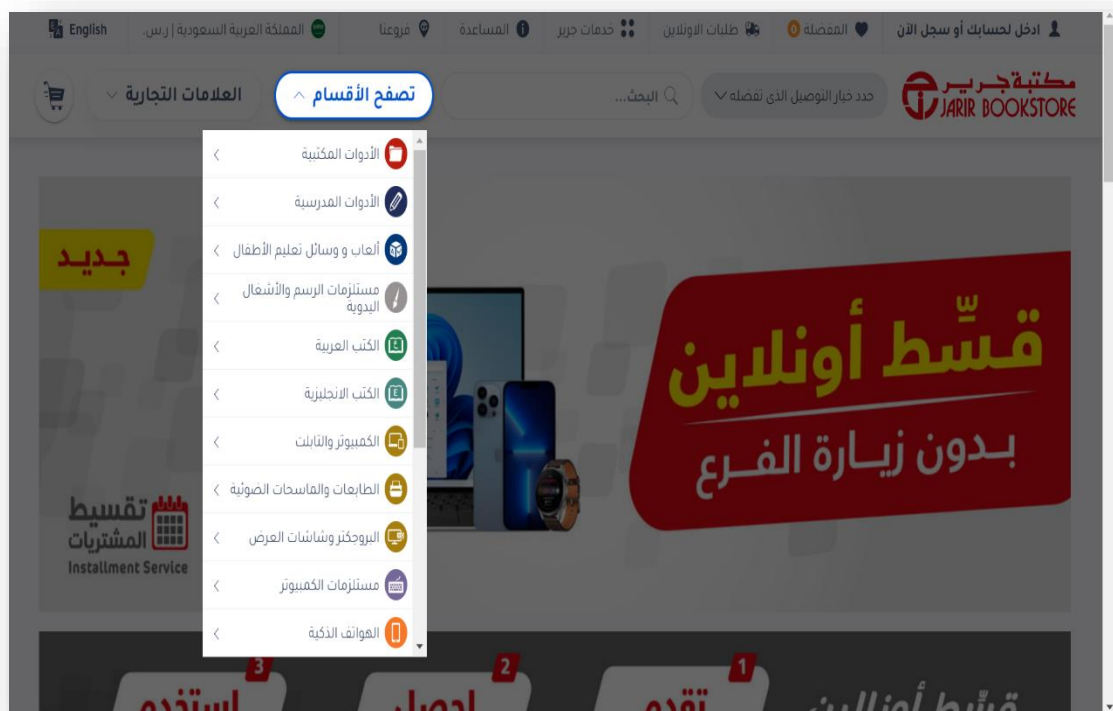 ادخل لحسابك أو سجل الآن
المفضلة 0
طلبات الاونلاين
خدمات جرير
المساعدة
فروعنا
المملكة العربية السعودية | ر.س.
English
مكتبة جرير
JARIR BOOKSTORE
حدد خيار التوصيل الذي تفضله
البحث...
تصفح الأقسام
العلامات التجارية
الأدوات المكتبية
الأدوات المدرسية
ألعاب و وسائل تعليم الأطفال
مستلزمات الرسم والأشغال
اليدوية
الكتب العربية
الكتب الانجليزية
الكمبيوتر والتابلت
الطابعات والماسحات الضوئية
البروجكتر وشاشات العرض
مستلزمات الكمبيوتر
الهواتف الذكية
جديد
قسّط أونلاين
بدون زيارة الفرع
تقسيط
المشتريات
Installment Service
قسّط أونلاين
1
تقدم
2
احصل
3
استخدم